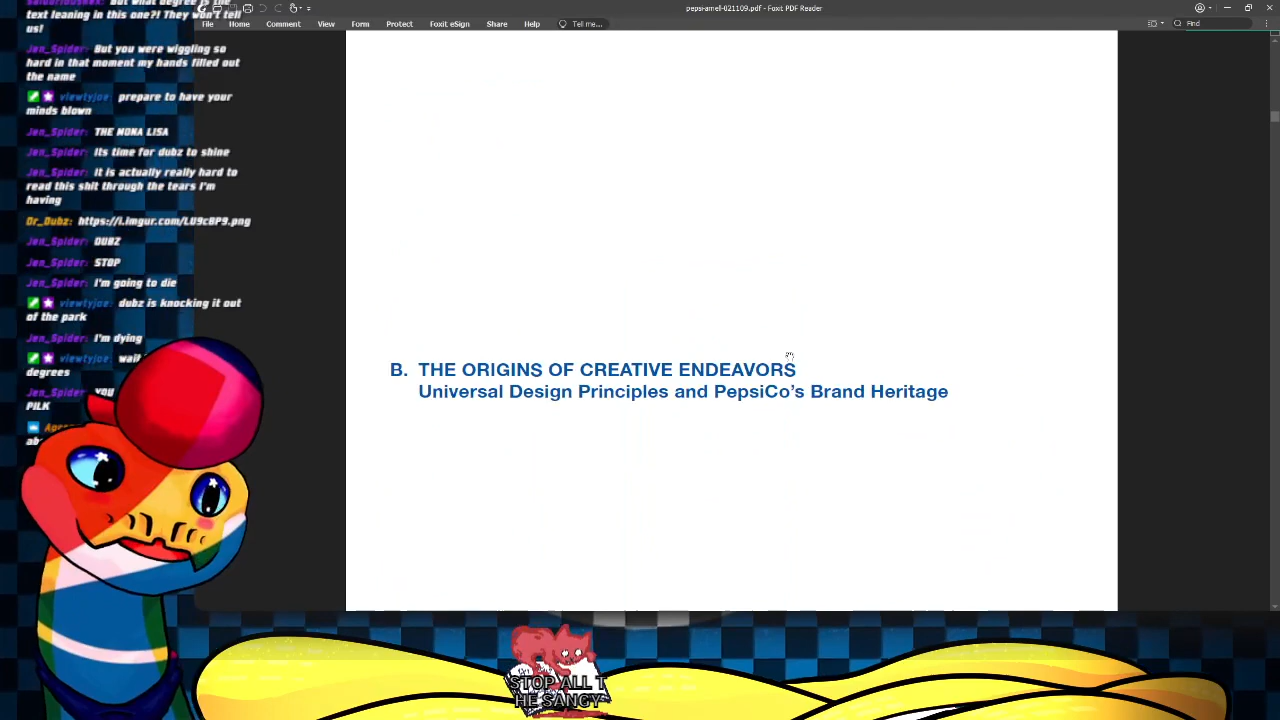 pepsi-arnell-021109.pdf - Foxit PDF Reader
File Home Comment View Form Protect Foxit eSign Share Help Tell me... Find
text leaning in this one?! They won't tell
us!
Jen_Spider: But you were wiggling so
hard in that moment my hands filled out
the name
viewtyjoe: prepare to have your
minds blown
Jen_Spider: THE MONA LISA
Jen_Spider: Its time for dubz to shine
Jen_Spider: It is actually really hard to
read this shit through the tears I'm
having
Dr_Dubz: https://i.imgur.com/LU9cBP9.png
Jen_Spider: DUBZ
Jen_Spider: STOP
Jen_Spider: I'm going to die
viewtyjoe: dubz is knocking it out
of the park
Jen_Spider: I'm dying
viewtyjoe: wait
degrees
Jen_Spider: YOU
PILK
B. THE ORIGINS OF CREATIVE ENDEAVORS
Universal Design Principles and PepsiCo's Brand Heritage
STOP ALL T
HE SANGY